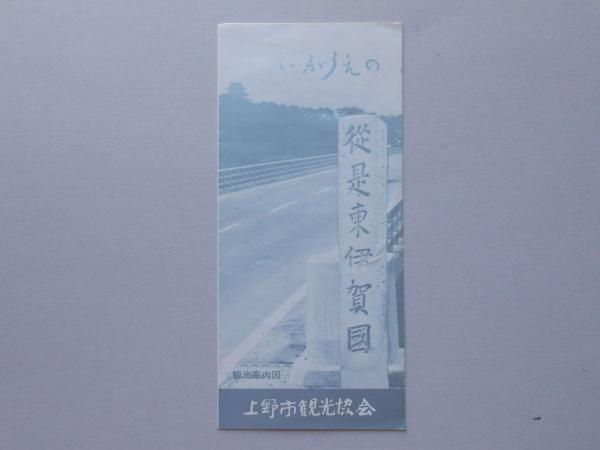 いがうえの
從是東伊賀國
観光案内図
上野市観光協会